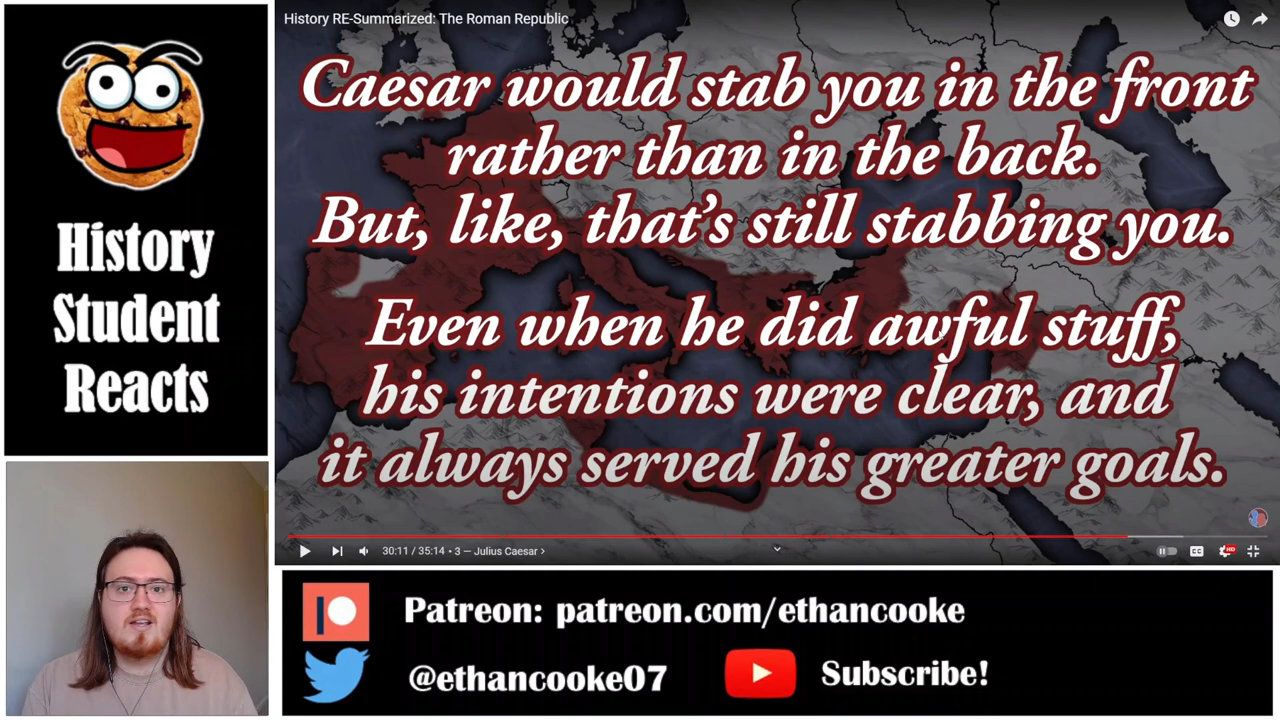 History RE-Summarized: The Roman Republic
Caesar would stab you in the front
rather than in the back.
But, like, that's still stabbing you.
Even when he did awful stuff,
his intentions were clear, and
it always served his greater goals.
30:11 / 35:14 • 3 — Julius Caesar ›
CC
HD
History
Student
Reacts
Patreon: patreon.com/ethancooke
@ethancooke07
Subscribe!